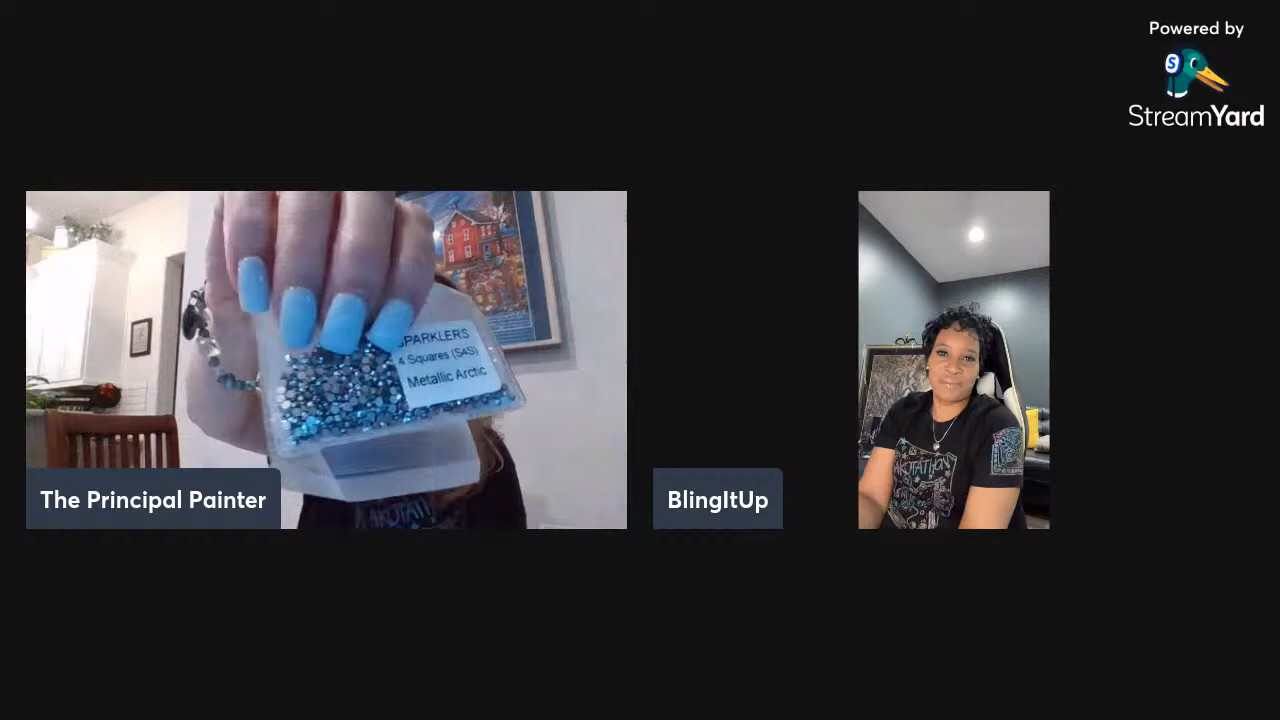 Powered by
S
StreamYard
SPARKLERS
4 Squares (S4S)
Metallic Arctic
The Principal Painter
BlingItUp